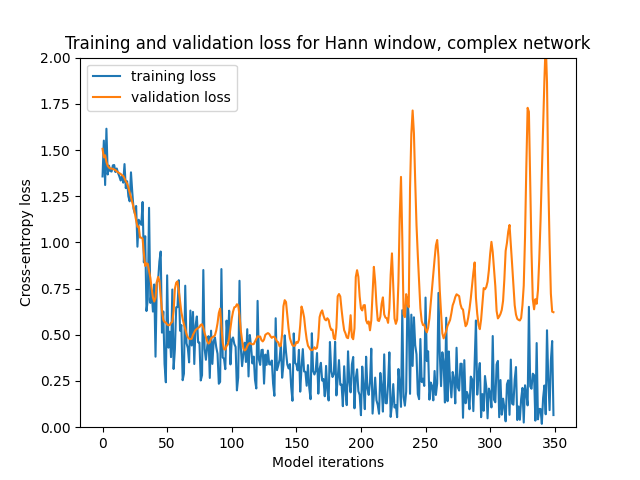 Training and validation loss for Hann window, complex network
2.00
1.75
1.50
1.25
1.00
0.75
0.50
0.25
0.00
Cross-entropy loss
training loss
validation loss
0 50 100 150 200 250 300 350
Model iterations